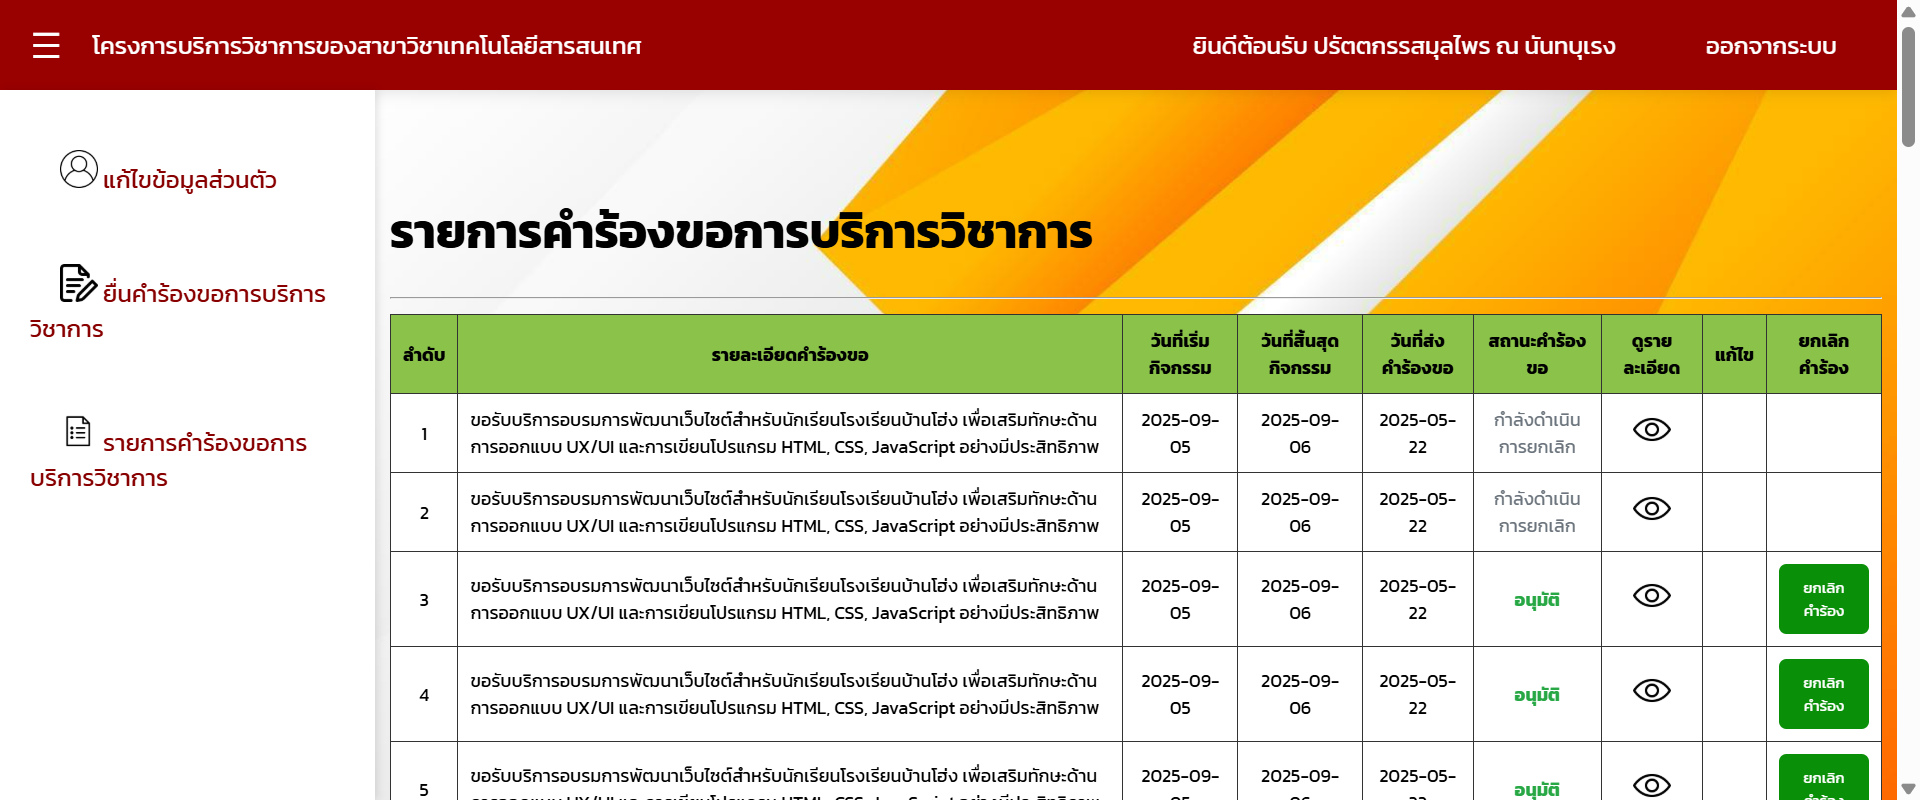 โครงการบริการวิชาการของสาขาวิชาเทคโนโลยีสารสนเทศ
ยินดีต้อนรับ ปรัตตกรรสมุลไพร ณ นันทบุเรง
ออกจากระบบ
แก้ไขข้อมูลส่วนตัว
ยื่นคำร้องขอการบริการ
วิชาการ
รายการคำร้องขอการ
บริการวิชาการ
รายการคำร้องขอการบริการวิชาการ
ลำดับ
รายละเอียดคำร้องขอ
วันที่เริ่ม
กิจกรรม
วันที่สิ้นสุด
กิจกรรม
วันที่ส่ง
คำร้องขอ
สถานะคำร้อง
ขอ
ดูราย
ละเอียด
แก้ไข
ยกเลิก
คำร้อง
1
ขอรับบริการอบรมการพัฒนาเว็บไซต์สำหรับนักเรียนโรงเรียนบ้านโฮ่ง เพื่อเสริมทักษะด้าน
การออกแบบ UX/UI และการเขียนโปรแกรม HTML, CSS, JavaScript อย่างมีประสิทธิภาพ
2025-09-
05
2025-09-
06
2025-05-
22
กำลังดำเนิน
การยกเลิก
2
ขอรับบริการอบรมการพัฒนาเว็บไซต์สำหรับนักเรียนโรงเรียนบ้านโฮ่ง เพื่อเสริมทักษะด้าน
การออกแบบ UX/UI และการเขียนโปรแกรม HTML, CSS, JavaScript อย่างมีประสิทธิภาพ
2025-09-
05
2025-09-
06
2025-05-
22
กำลังดำเนิน
การยกเลิก
3
ขอรับบริการอบรมการพัฒนาเว็บไซต์สำหรับนักเรียนโรงเรียนบ้านโฮ่ง เพื่อเสริมทักษะด้าน
การออกแบบ UX/UI และการเขียนโปรแกรม HTML, CSS, JavaScript อย่างมีประสิทธิภาพ
2025-09-
05
2025-09-
06
2025-05-
22
อนุมัติ
ยกเลิก
คำร้อง
4
ขอรับบริการอบรมการพัฒนาเว็บไซต์สำหรับนักเรียนโรงเรียนบ้านโฮ่ง เพื่อเสริมทักษะด้าน
การออกแบบ UX/UI และการเขียนโปรแกรม HTML, CSS, JavaScript อย่างมีประสิทธิภาพ
2025-09-
05
2025-09-
06
2025-05-
22
อนุมัติ
ยกเลิก
คำร้อง
5
ขอรับบริการอบรมการพัฒนาเว็บไซต์สำหรับนักเรียนโรงเรียนบ้านโฮ่ง เพื่อเสริมทักษะด้าน
2025-09-
2025-09-
2025-05-
อนุมัติ
ยกเลิก